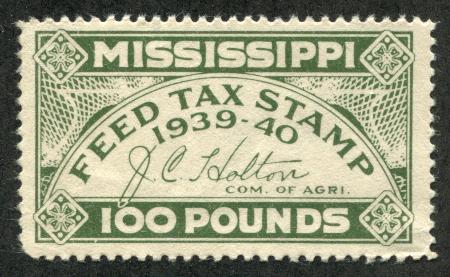 MISSISSIPPI
FEED TAX STAMP
1939-40
J C Holton
COM. OF AGRI.
100 POUNDS